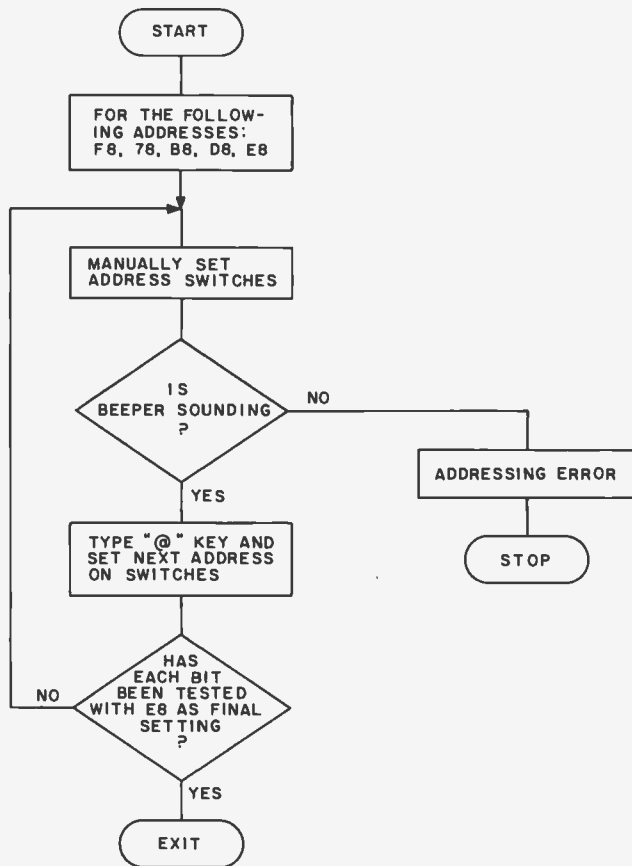 START
FOR THE FOLLOW-
ING ADDRESSES:
F8, 78, B8, D8, E8
MANUALLY SET
ADDRESS SWITCHES
IS
BEEPER SOUNDING
?
NO
ADDRESSING ERROR
STOP
YES
TYPE "@" KEY AND
SET NEXT ADDRESS
ON SWITCHES
HAS
EACH BIT
BEEN TESTED
WITH E8 AS FINAL
SETTING
?
NO
YES
EXIT